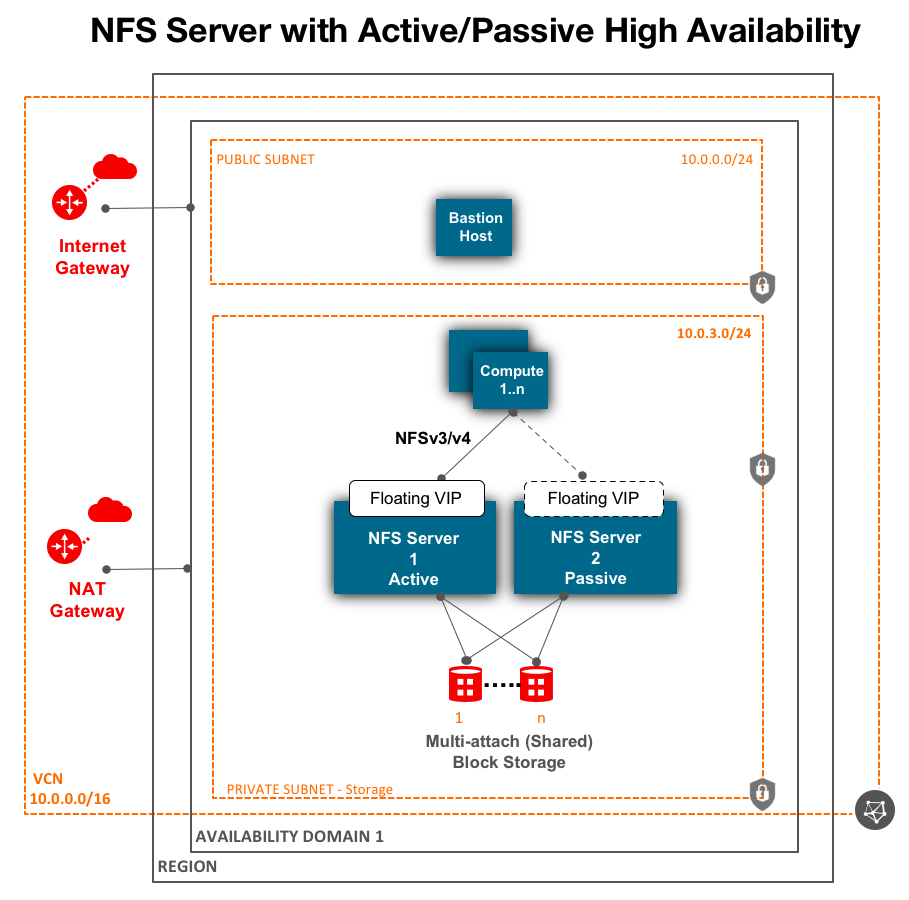 NFS Server with Active/Passive High Availability
PUBLIC SUBNET
10.0.0.0/24
Bastion
Host
Internet
Gateway
10.0.3.0/24
Compute
1..n
NFSv3/v4
Floating VIP
Floating VIP
NFS Server
1
Active
NFS Server
2
Passive
NAT
Gateway
1
n
Multi-attach (Shared)
Block Storage
VCN
10.0.0.0/16
PRIVATE SUBNET - Storage
AVAILABILITY DOMAIN 1
REGION